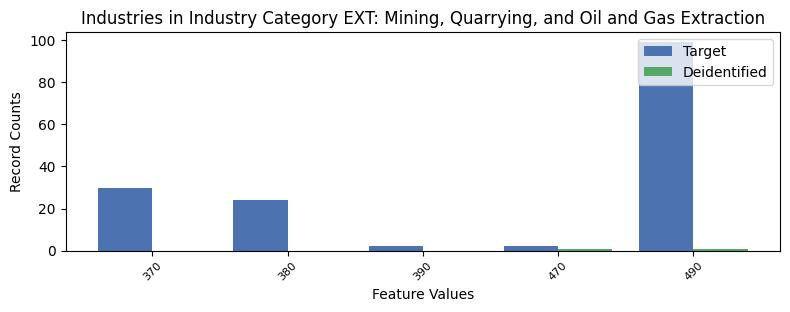 Industries in Industry Category EXT: Mining, Quarrying, and Oil and Gas Extraction
Target
Deidentified
Record Counts
100
80
60
40
20
0
370
380
390
470
490
Feature Values